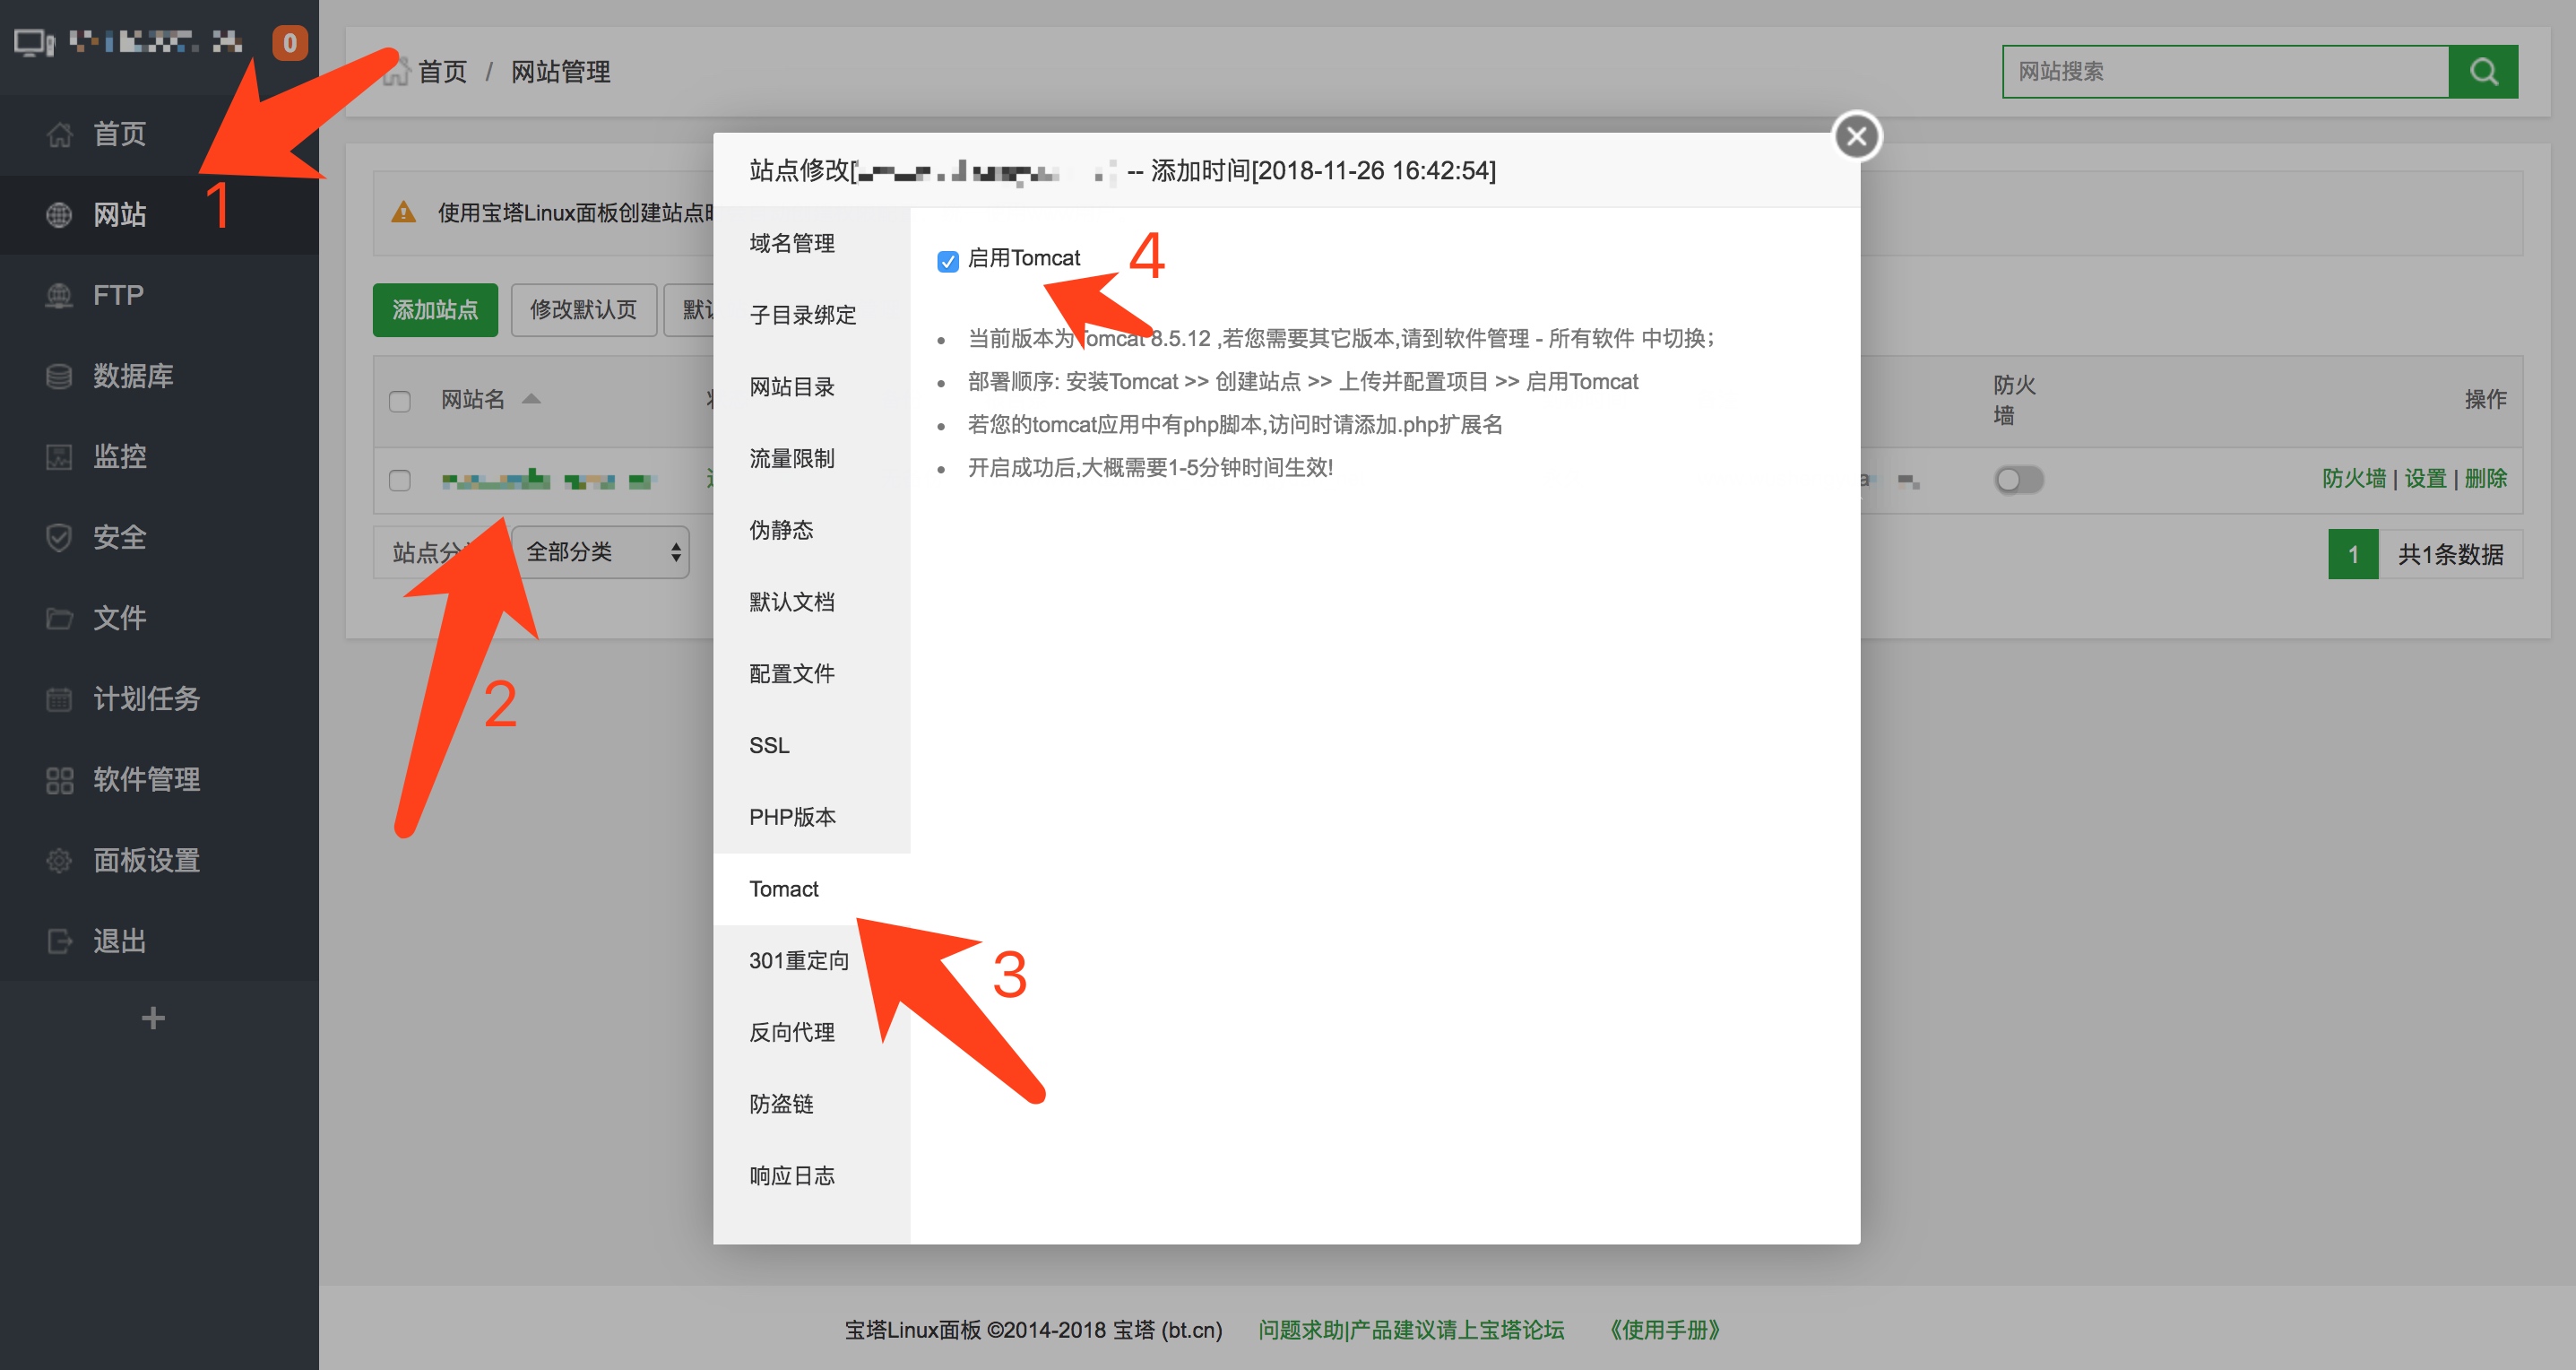 0
首页
网站
FTP
数据库
监控
安全
文件
计划任务
软件管理
面板设置
退出
+
1
首页 / 网站管理
网站搜索
使用宝塔Linux面板创建站点
添加站点
修改默认页
网站名
防火墙
操作
防火墙 | 设置 | 删除
全部分类
1
共1条数据
2
站点修改[
-- 添加时间[2018-11-26 16:42:54]
域名管理
子目录绑定
网站目录
流量限制
伪静态
默认文档
配置文件
SSL
PHP版本
Tomact
301重定向
反向代理
防盗链
响应日志
3
启用Tomcat
4
当前版本为Tomcat 8.5.12 ,若您需要其它版本,请到软件管理 - 所有软件 中切换;
部署顺序: 安装Tomcat >> 创建站点 >> 上传并配置项目 >> 启用Tomcat
若您的tomcat应用中有php脚本,访问时请添加.php扩展名
开启成功后,大概需要1-5分钟时间生效!
宝塔Linux面板 ©2014-2018 宝塔 (bt.cn) 问题求助|产品建议请上宝塔论坛 《使用手册》